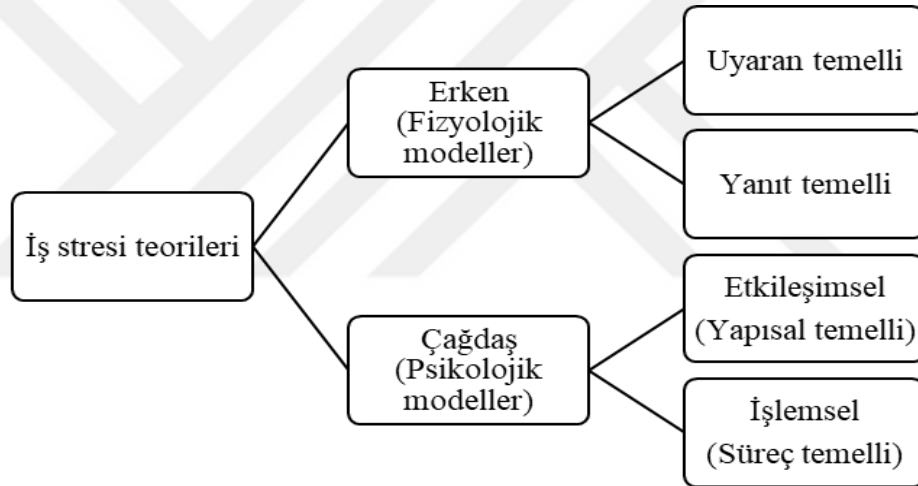 İş stresi teorileri
Erken
(Fizyolojik
modeller)
Uyaran temelli
Yanıt temelli
Çağdaş
(Psikolojik
modeller)
Etkileşimsel
(Yapısal temelli)
İşlemsel
(Süreç temelli)